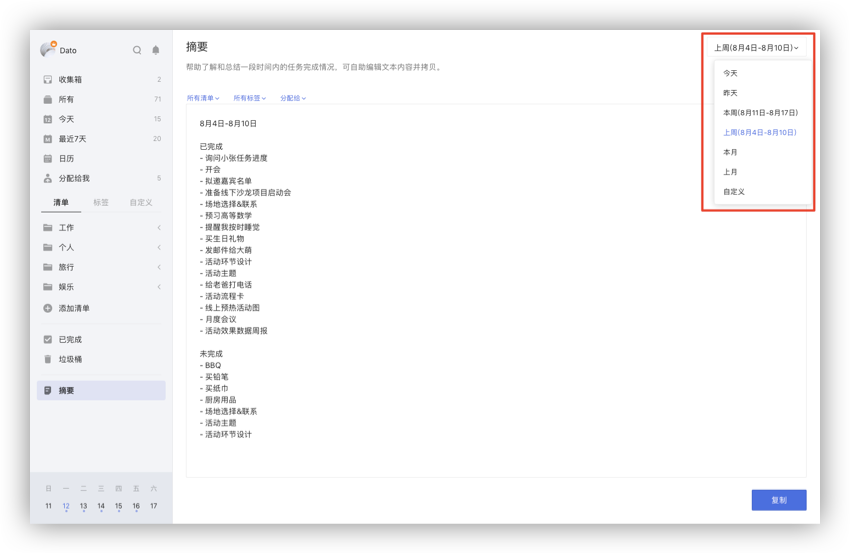 Dato
收集箱 2
所有 71
今天 15
最近7天 20
日历
分配给我 5
清单 标签 自定义
工作
个人
旅行
娱乐
添加清单
已完成
垃圾桶
摘要
日 一 二 三 四 五 六
11 12 13 14 15 16 17
摘要
帮助了解和总结一段时间内的任务完成情况，可自助编辑文本内容并拷贝。
所有清单 所有标签 分配给
8月4日-8月10日
已完成
- 询问小张任务进度
- 开会
- 拟邀嘉宾名单
- 准备线下沙龙项目启动会
- 场地选择&联系
- 预习高等数学
- 提醒我按时睡觉
- 买生日礼物
- 发邮件给大萌
- 活动环节设计
- 活动主题
- 给老爸打电话
- 活动流程卡
- 线上预热活动图
- 月度会议
- 活动效果数据周报
未完成
- BBQ
- 买铅笔
- 买纸巾
- 厨房用品
- 场地选择&联系
- 活动主题
- 活动环节设计
复制
上周(8月4日-8月10日)
今天
昨天
本周(8月11日-8月17日)
上周(8月4日-8月10日)
本月
上月
自定义